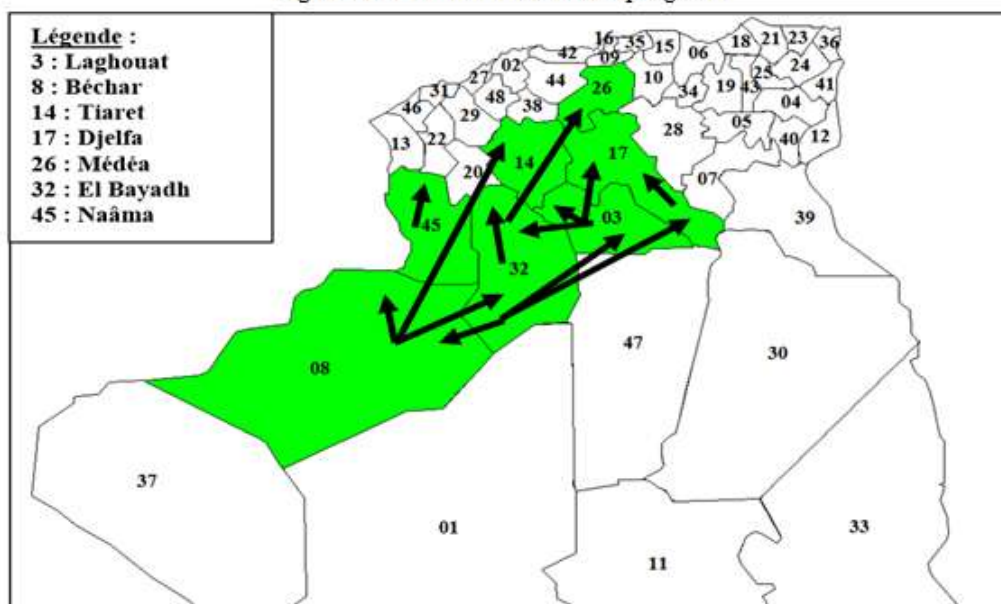 Légende :
3 : Laghouat
8 : Béchar
14 : Tiaret
17 : Djelfa
26 : Médéa
32 : El Bayadh
45 : Naâma
16 35 15 18 21 23 36
42 09 06 24
27 02 44 10 25 41
31 48 38 26 34 19 43 04
46 29 28 05
13 22 14 17 40 12
20 07
45 03 39
32
47 30
08
37
01 33
11